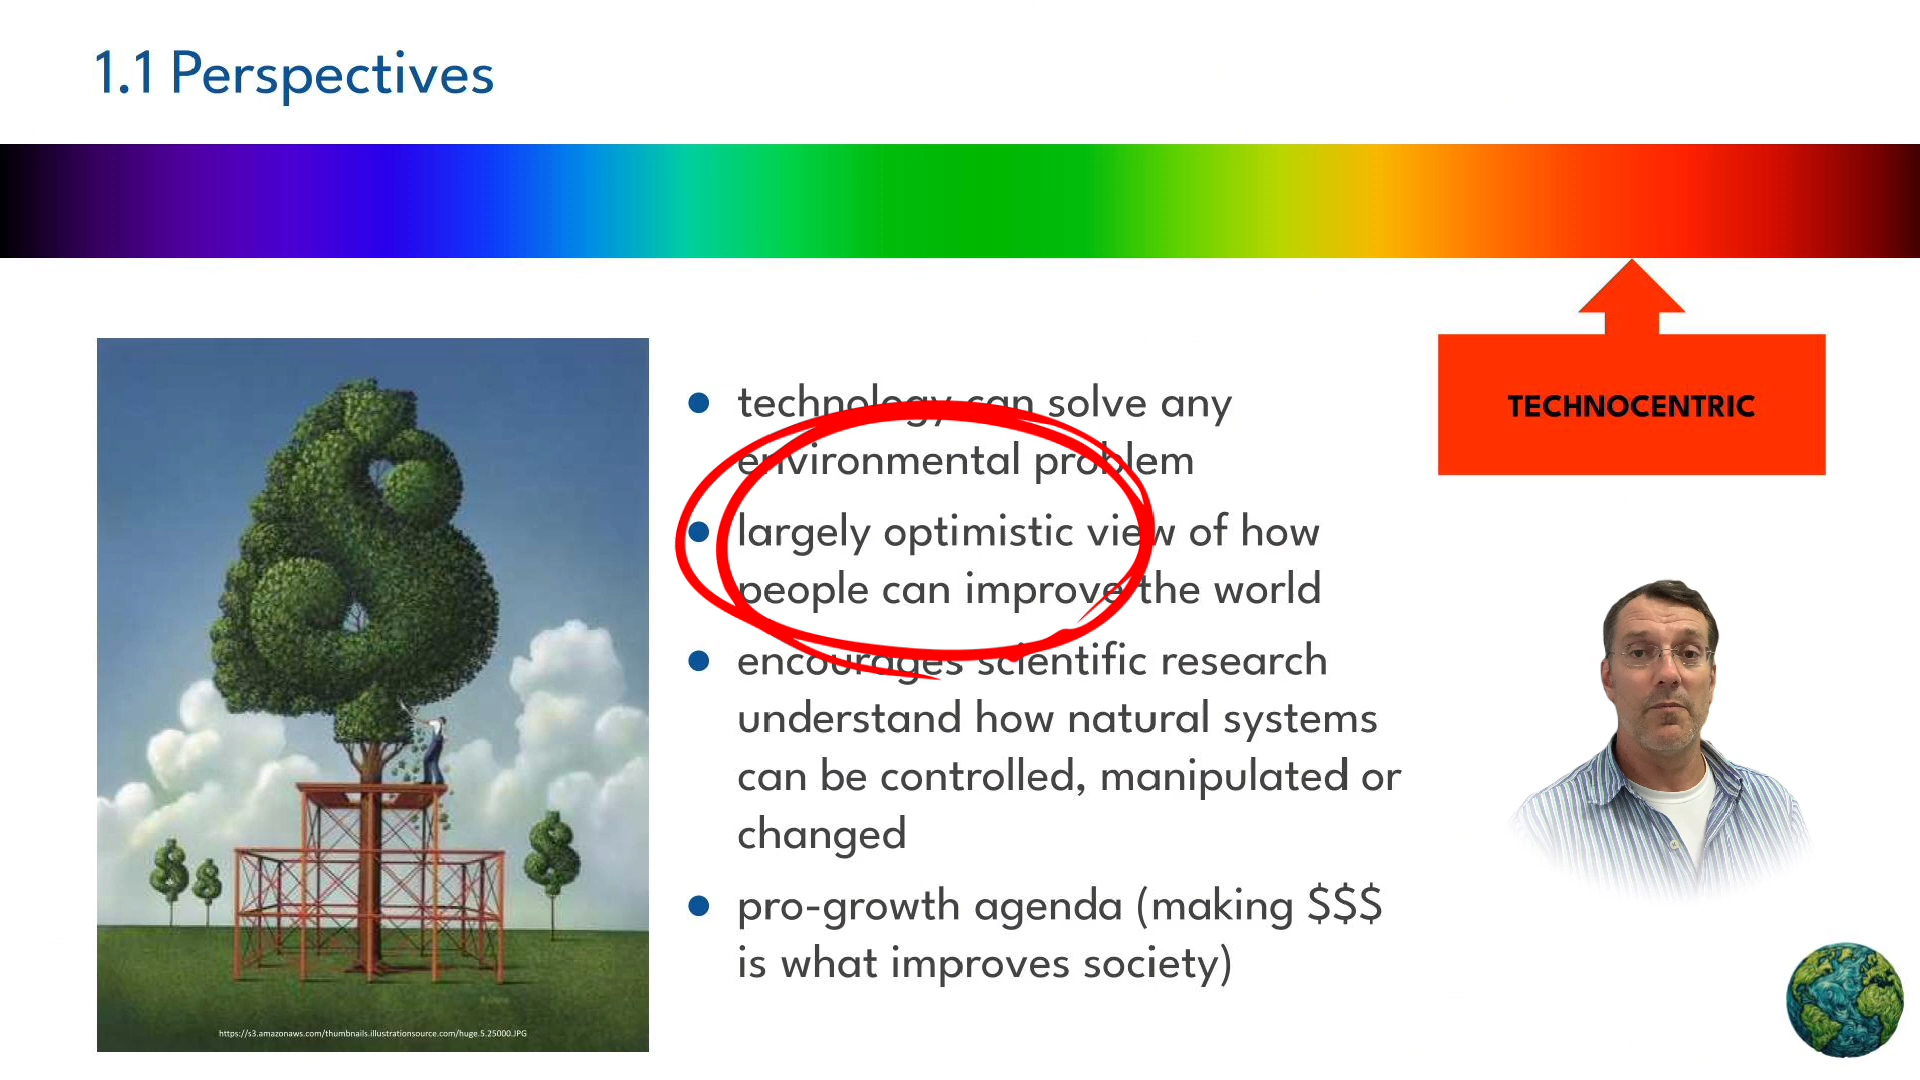 1.1 Perspectives
TECHNOCENTRIC
● technology can solve any
environmental problem
● largely optimistic view of how
people can improve the world
● encourages scientific research
understand how natural systems
can be controlled, manipulated or
changed
● pro-growth agenda (making $$$
is what improves society)
https://s3.amazonaws.com/thumbnails.illustrationsource.com/huge.5.25000.JPG